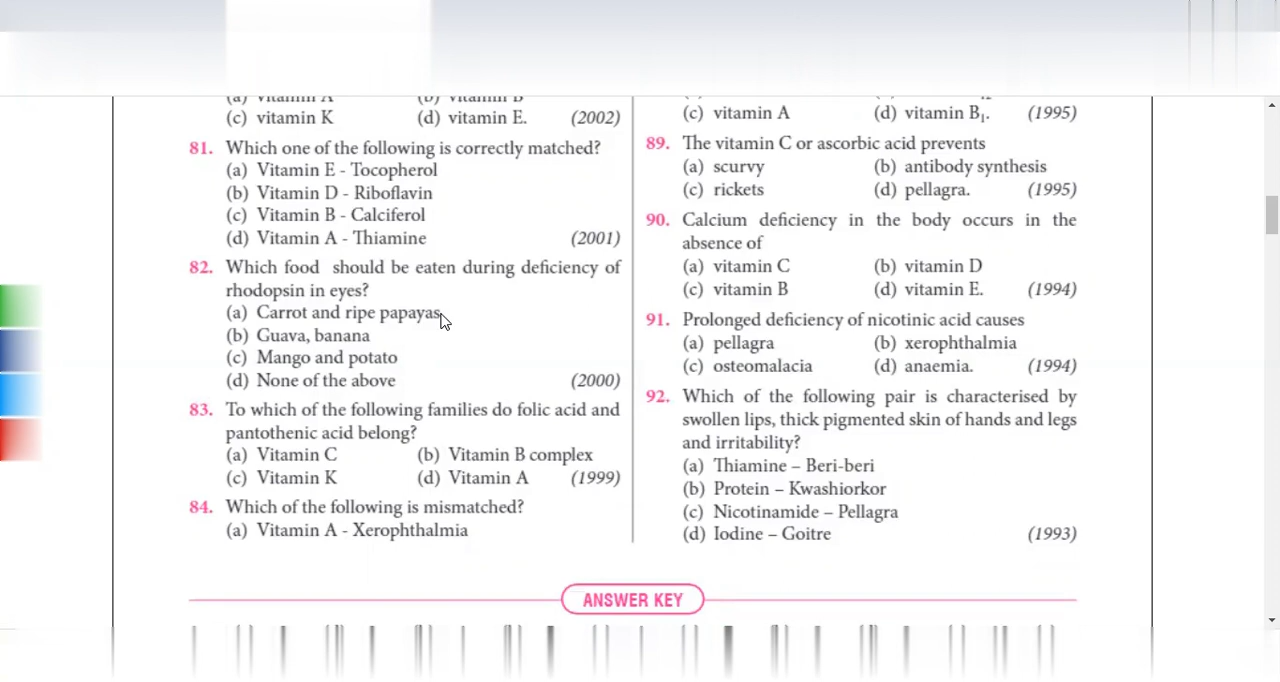 (c) vitamin K (d) vitamin E. (2002)
81. Which one of the following is correctly matched?
(a) Vitamin E - Tocopherol
(b) Vitamin D - Riboflavin
(c) Vitamin B - Calciferol
(d) Vitamin A - Thiamine (2001)
82. Which food should be eaten during deficiency of
rhodopsin in eyes?
(a) Carrot and ripe papayas
(b) Guava, banana
(c) Mango and potato
(d) None of the above (2000)
83. To which of the following families do folic acid and
pantothenic acid belong?
(a) Vitamin C (b) Vitamin B complex
(c) Vitamin K (d) Vitamin A (1999)
84. Which of the following is mismatched?
(a) Vitamin A - Xerophthalmia
(c) vitamin A (d) vitamin B₁. (1995)
89. The vitamin C or ascorbic acid prevents
(a) scurvy (b) antibody synthesis
(c) rickets (d) pellagra. (1995)
90. Calcium deficiency in the body occurs in the
absence of
(a) vitamin C (b) vitamin D
(c) vitamin B (d) vitamin E. (1994)
91. Prolonged deficiency of nicotinic acid causes
(a) pellagra (b) xerophthalmia
(c) osteomalacia (d) anaemia. (1994)
92. Which of the following pair is characterised by
swollen lips, thick pigmented skin of hands and legs
and irritability?
(a) Thiamine – Beri-beri
(b) Protein – Kwashiorkor
(c) Nicotinamide – Pellagra
(d) Iodine – Goitre (1993)
ANSWER KEY